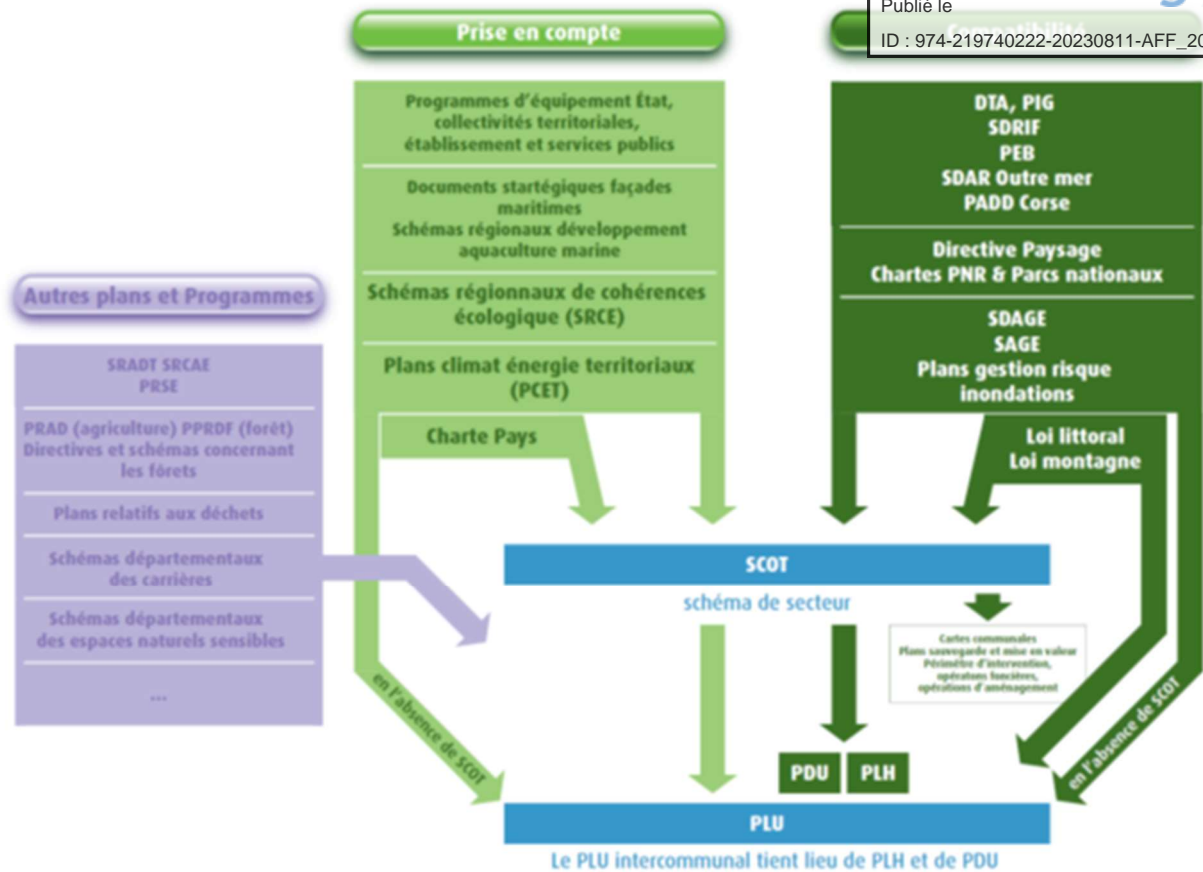 Publié le
ID : 974-219740222-20230811-AFF_20
Prise en compte
Compatibilité
Programmes d'équipement État,
collectivités territoriales,
établissement et services publics
Documents startégiques façades
maritimes
Schémas régionaux développement
aquaculture marine
Schémas régionnaux de cohérences
écologique (SRCE)
Plans climat énergie territoriaux
(PCET)
Charte Pays
DTA, PIG
SDRIF
PEB
SDAR Outre mer
PADD Corse
Directive Paysage
Chartes PNR & Parcs nationaux
SDAGE
SAGE
Plans gestion risque
inondations
Loi littoral
Loi montagne
Autres plans et Programmes
SRADT SRCAE
PRSE
PRAD (agriculture) PPRDF (forêt)
Directives et schémas concernant
les fôrets
Plans relatifs aux déchets
Schémas départementaux
des carrières
Schémas départementaux
des espaces naturels sensibles
...
SCOT
schéma de secteur
Cartes communales
Plans sauvegarde et mise en valeur
Périmètre d'intervention,
opératons foncières,
opérations d'aménagement
en l'absence de SCOT
en l'absence de SCOT
PDU
PLH
PLU
Le PLU intercommunal tient lieu de PLH et de PDU